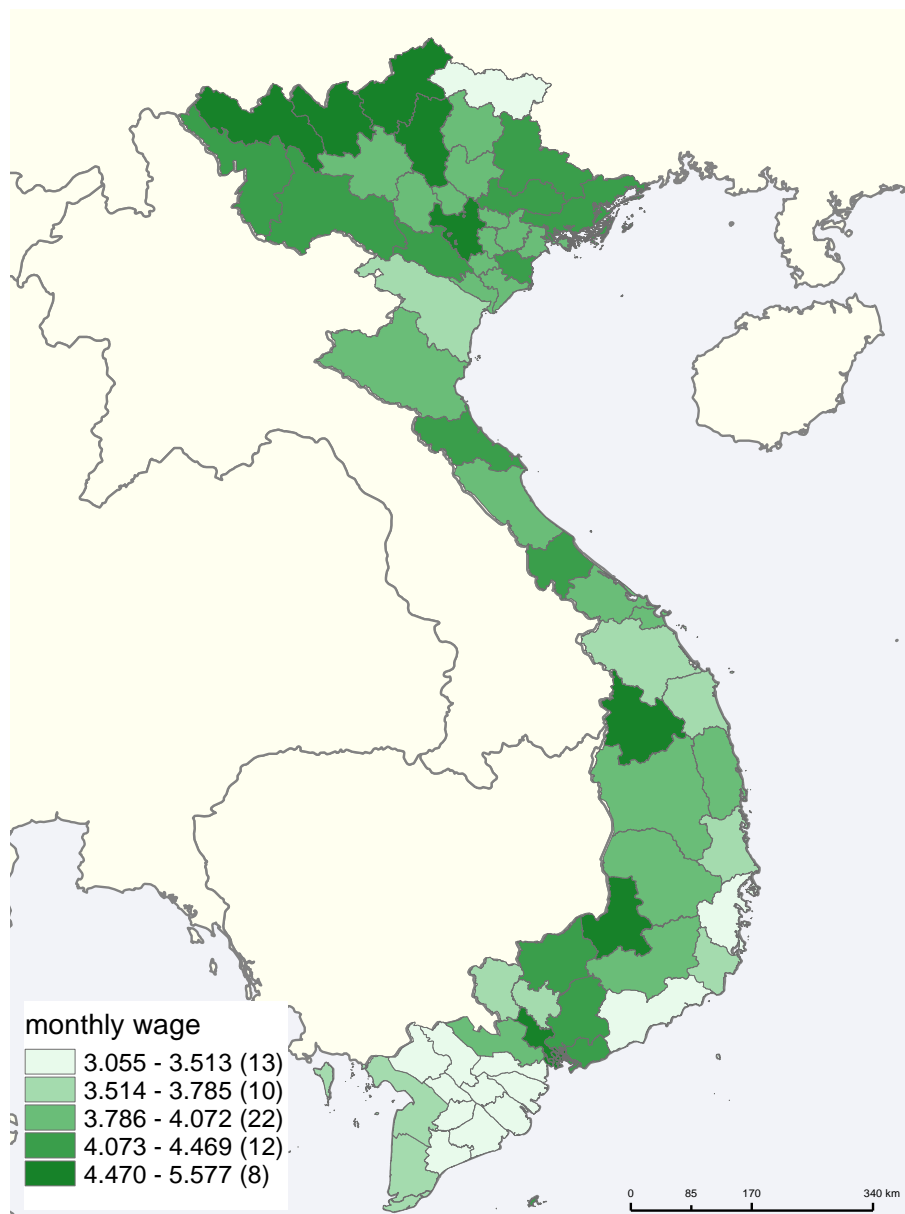 monthly wage
3.055 - 3.513 (13)
3.514 - 3.785 (10)
3.786 - 4.072 (22)
4.073 - 4.469 (12)
4.470 - 5.577 (8)
0 85 170 340 km